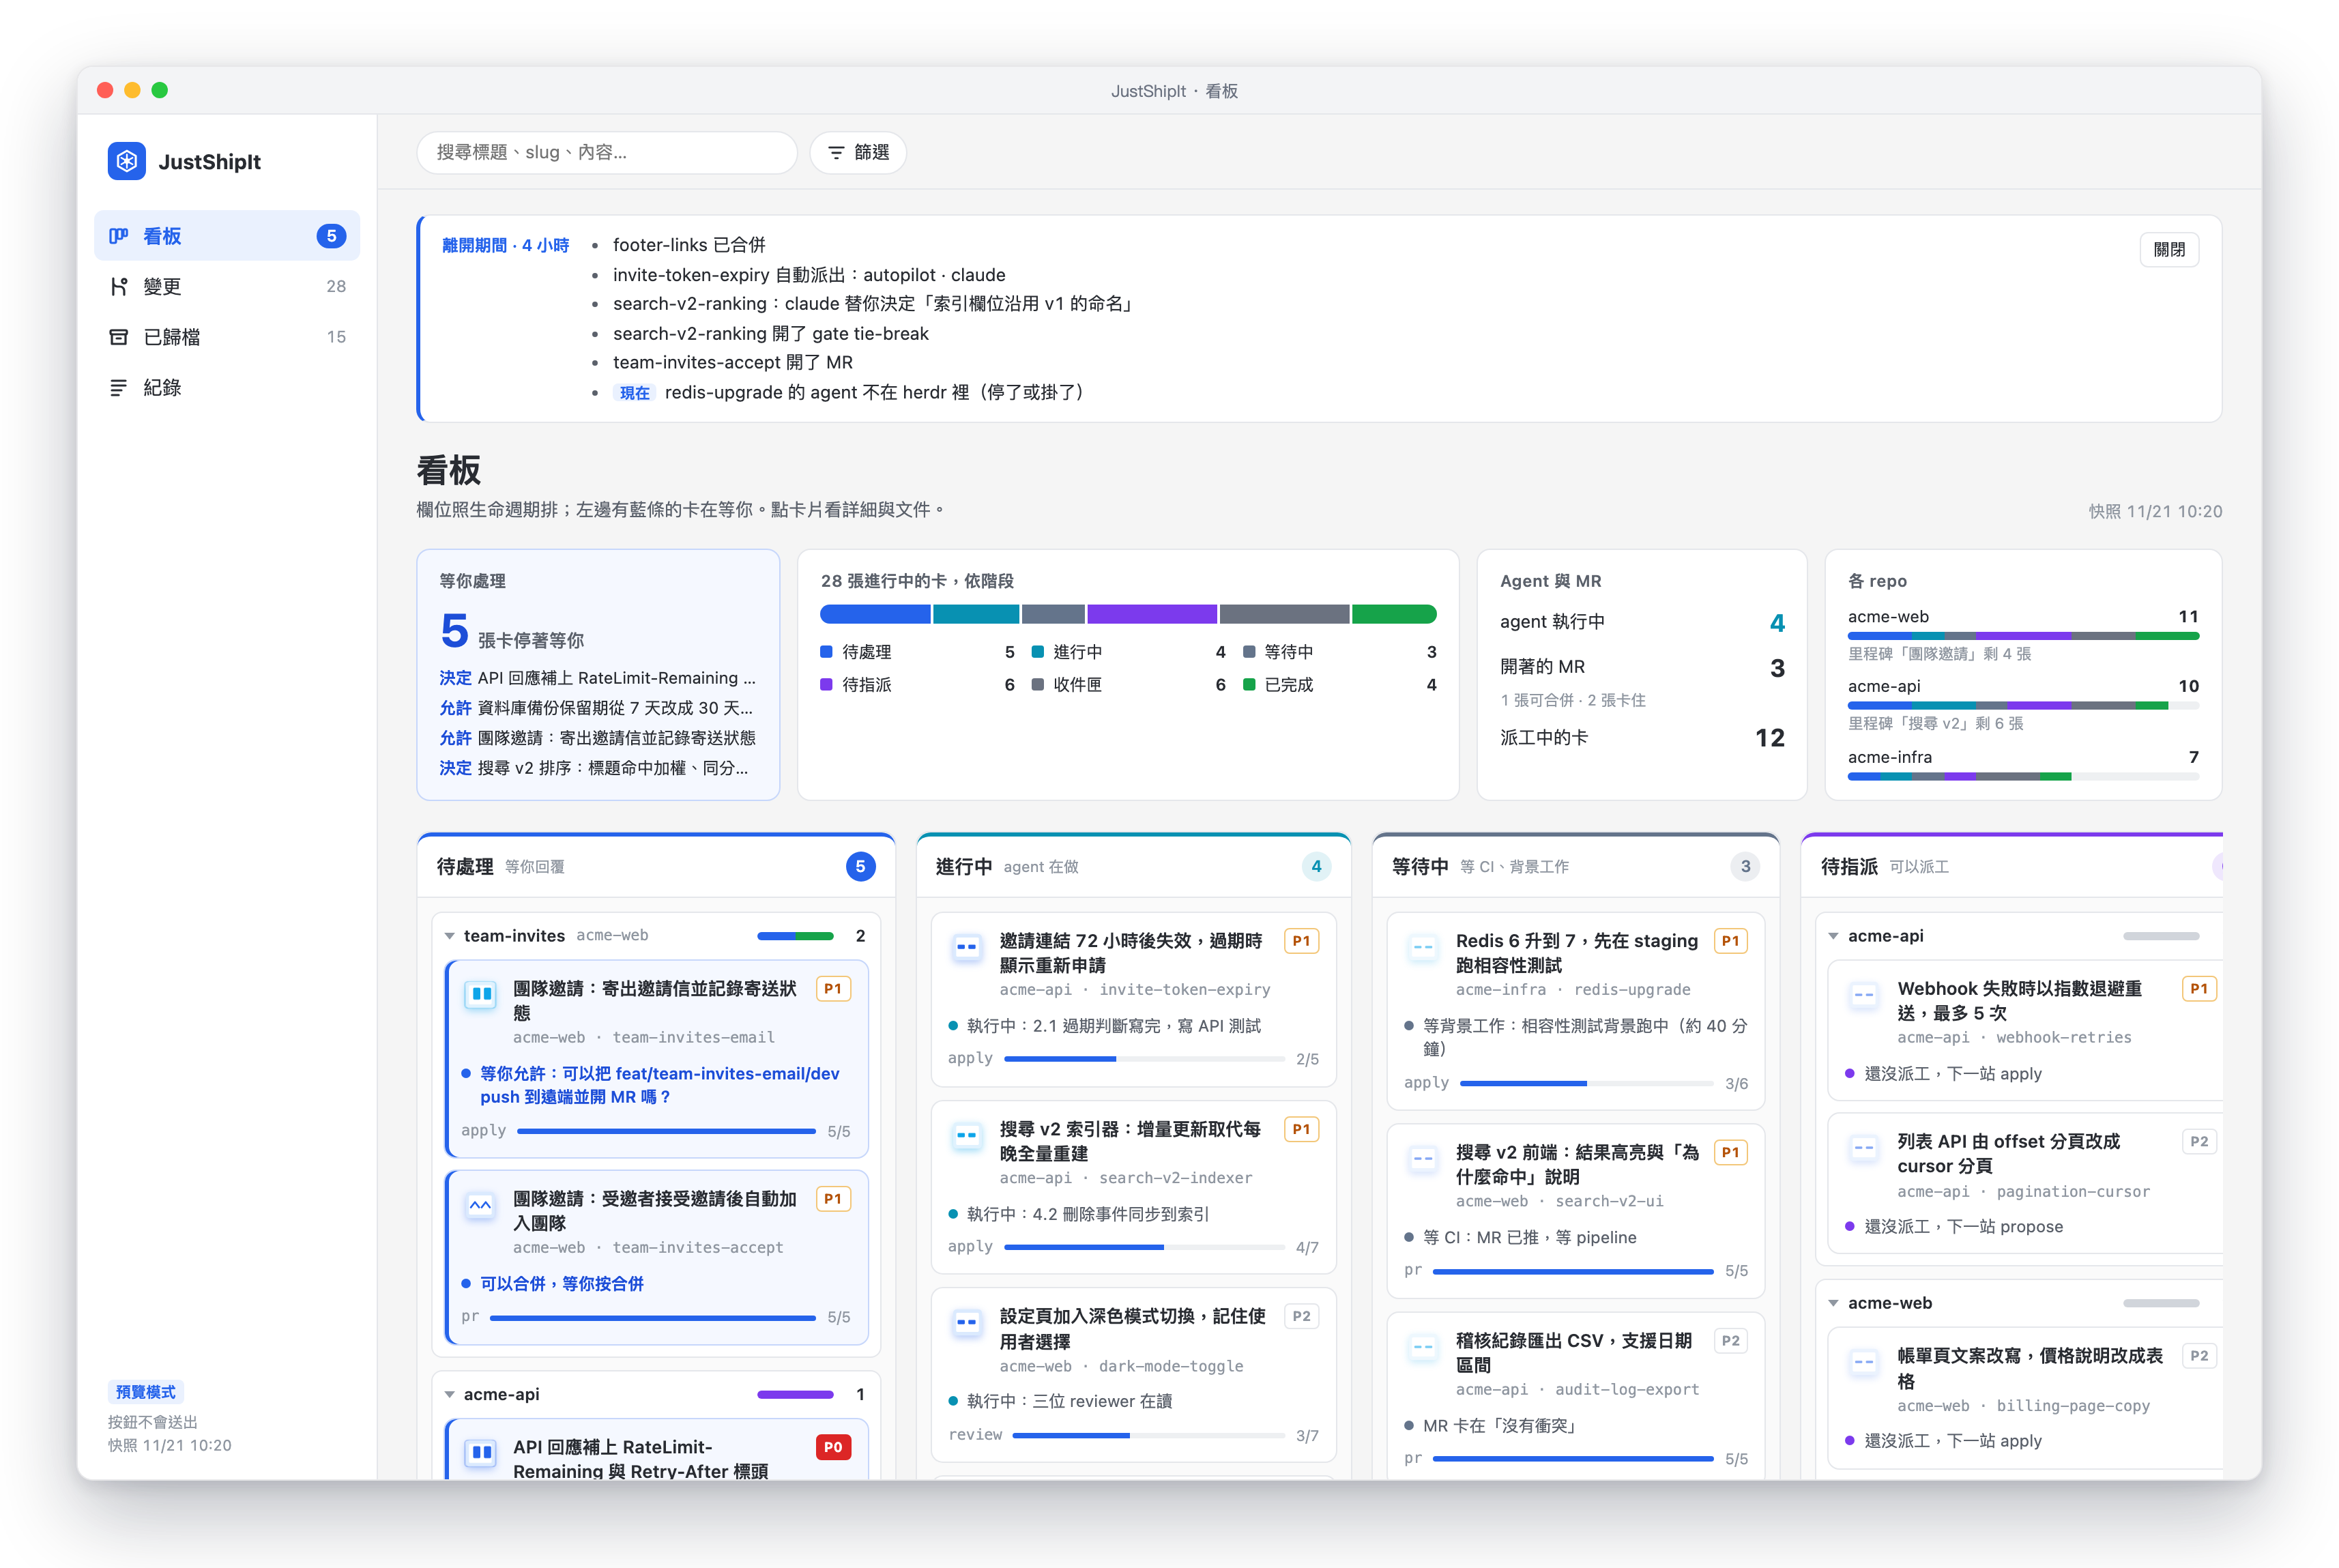 JustShipIt · 看板
JustShipIt
看板 5
變更 28
已歸檔 15
紀錄
預覽模式
按鈕不會送出
快照 11/21 10:20
搜尋標題、slug、內容...
篩選
離開期間 · 4 小時
footer-links 已合併
invite-token-expiry 自動派出：autopilot · claude
search-v2-ranking：claude 替你決定「索引欄位沿用 v1 的命名」
search-v2-ranking 開了 gate tie-break
team-invites-accept 開了 MR
現在 redis-upgrade 的 agent 不在 herdr 裡（停了或掛了）
關閉
看板
欄位照生命週期排；左邊有藍條的卡在等你。點卡片看詳細與文件。
快照 11/21 10:20
等你處理
5 張卡停著等你
決定 API 回應補上 RateLimit-Remaining ...
允許 資料庫備份保留期從 7 天改成 30 天...
允許 團隊邀請：寄出邀請信並記錄寄送狀態
決定 搜尋 v2 排序：標題命中加權、同分...
28 張進行中的卡，依階段
待處理 5 進行中 4 等待中 3
待指派 6 收件匣 6 已完成 4
Agent 與 MR
agent 執行中 4
開著的 MR 3
1 張可合併 · 2 張卡住
派工中的卡 12
各 repo
acme-web 11
里程碑「團隊邀請」剩 4 張
acme-api 10
里程碑「搜尋 v2」剩 6 張
acme-infra 7
待處理 等你回覆 5
team-invites acme-web 2
團隊邀請：寄出邀請信並記錄寄送狀
態
P1
acme-web · team-invites-email
等你允許：可以把 feat/team-invites-email/dev
push 到遠端並開 MR 嗎？
apply 5/5
團隊邀請：受邀者接受邀請後自動加
入團隊
P1
acme-web · team-invites-accept
可以合併，等你按合併
pr 5/5
acme-api 1
API 回應補上 RateLimit-
Remaining 與 Retry-After 標頭
P0
進行中 agent 在做 4
邀請連結 72 小時後失效，過期時
顯示重新申請
P1
acme-api · invite-token-expiry
執行中：2.1 過期判斷寫完，寫 API 測試
apply 2/5
搜尋 v2 索引器：增量更新取代每
晚全量重建
P1
acme-api · search-v2-indexer
執行中：4.2 刪除事件同步到索引
apply 4/7
設定頁加入深色模式切換，記住使
用者選擇
P2
acme-web · dark-mode-toggle
執行中：三位 reviewer 在讀
review 3/7
等待中 等 CI、背景工作 3
Redis 6 升到 7，先在 staging
跑相容性測試
P1
acme-infra · redis-upgrade
等背景工作：相容性測試背景跑中（約 40 分
鐘）
apply 3/6
搜尋 v2 前端：結果高亮與「為
什麼命中」說明
P1
acme-web · search-v2-ui
等 CI：MR 已推，等 pipeline
pr 5/5
稽核紀錄匯出 CSV，支援日期
區間
P2
acme-api · audit-log-export
MR 卡在「沒有衝突」
pr 5/5
待指派 可以派工
acme-api
Webhook 失敗時以指數退避重
送，最多 5 次
P1
acme-api · webhook-retries
還沒派工，下一站 apply
列表 API 由 offset 分頁改成
cursor 分頁
P2
acme-api · pagination-cursor
還沒派工，下一站 propose
acme-web
帳單頁文案改寫，價格說明改成表
格
P2
acme-web · billing-page-copy
還沒派工，下一站 apply